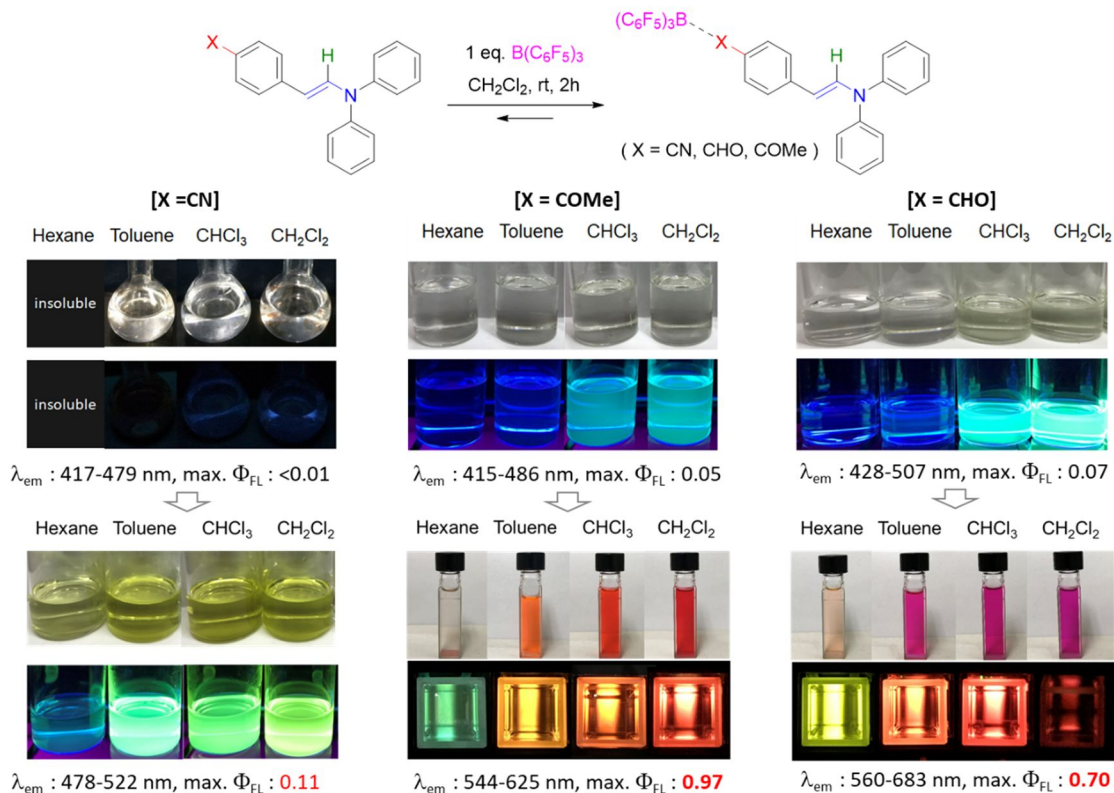 (C₆F₅)₃B
X
H
N
1 eq. B(C₆F₅)₃
CH₂Cl₂, rt, 2h
X
H
N
( X = CN, CHO, COMe )
[X =CN]
Hexane Toluene CHCl₃ CH₂Cl₂
insoluble
insoluble
λem : 417-479 nm, max. ΦFL : <0.01
Hexane Toluene CHCl₃ CH₂Cl₂
λem : 478-522 nm, max. ΦFL : 0.11
[X = COMe]
Hexane Toluene CHCl₃ CH₂Cl₂
λem : 415-486 nm, max. ΦFL : 0.05
Hexane Toluene CHCl₃ CH₂Cl₂
λem : 544-625 nm, max. ΦFL : 0.97
[X = CHO]
Hexane Toluene CHCl₃ CH₂Cl₂
λem : 428-507 nm, max. ΦFL : 0.07
Hexane Toluene CHCl₃ CH₂Cl₂
λem : 560-683 nm, max. ΦFL : 0.70